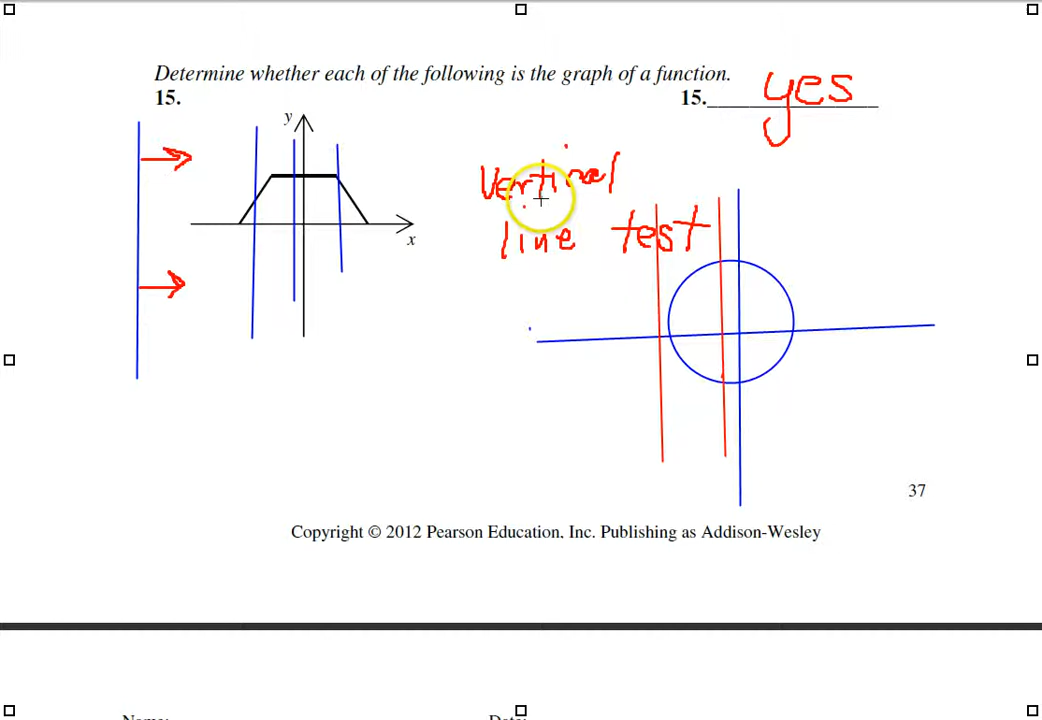 Determine whether each of the following is the graph of a function.
15.
15. yes
y
x
Vertical
line test
37
Copyright © 2012 Pearson Education, Inc. Publishing as Addison-Wesley